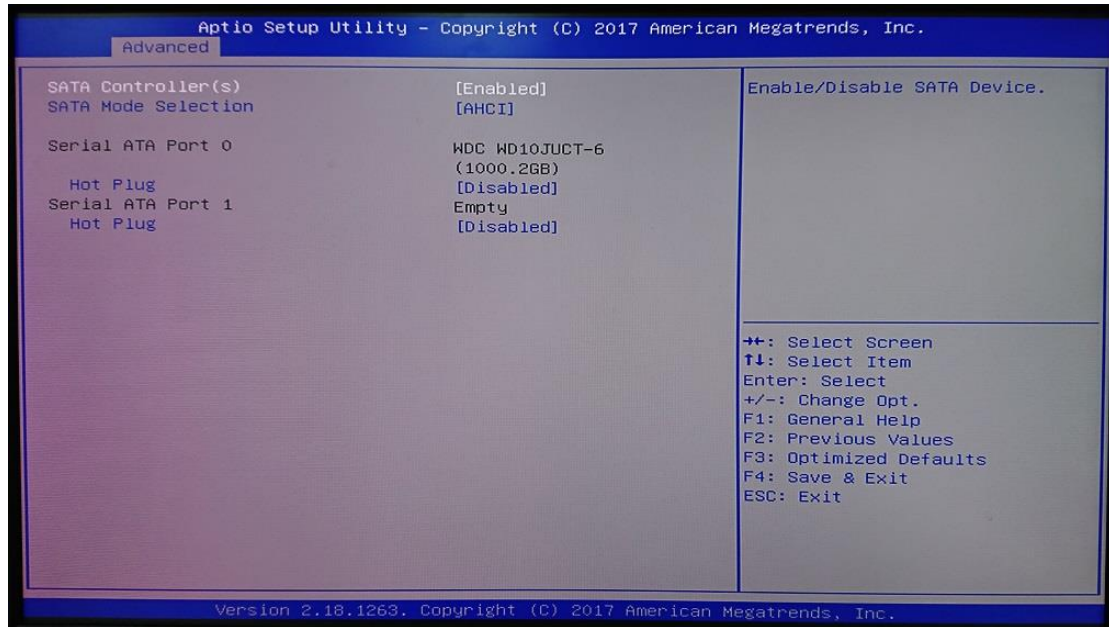 Aptio Setup Utility – Copyright (C) 2017 American Megatrends, Inc.
Advanced
SATA Controller(s) [Enabled]
SATA Mode Selection [AHCI]
Serial ATA Port 0 WDC WD10JUCT-6
(1000.2GB)
Hot Plug [Disabled]
Serial ATA Port 1 Empty
Hot Plug [Disabled]
Enable/Disable SATA Device.
→←: Select Screen
↑↓: Select Item
Enter: Select
+/-: Change Opt.
F1: General Help
F2: Previous Values
F3: Optimized Defaults
F4: Save & Exit
ESC: Exit
Version 2.18.1263. Copyright (C) 2017 American Megatrends, Inc.